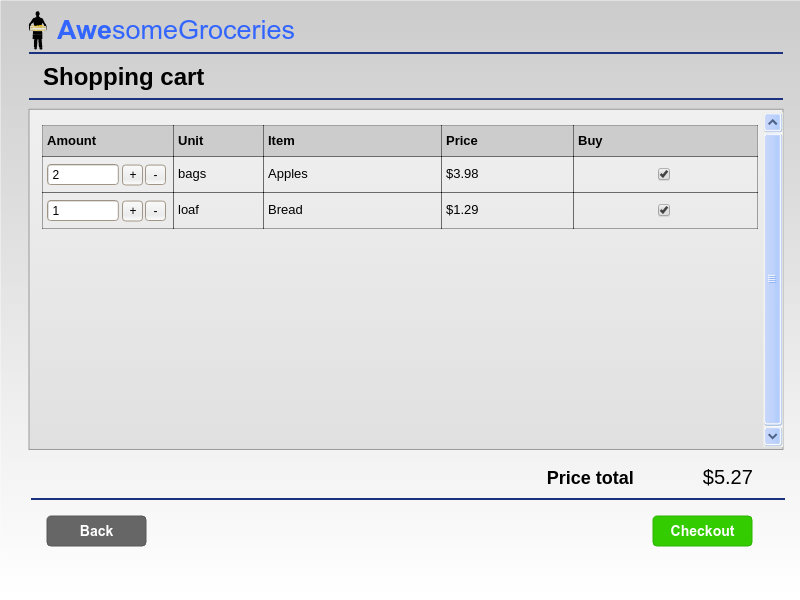 AwesomeGroceries
Shopping cart
Amount Unit Item Price Buy
2 + - bags Apples $3.98
1 + - loaf Bread $1.29
Price total $5.27
Back Checkout